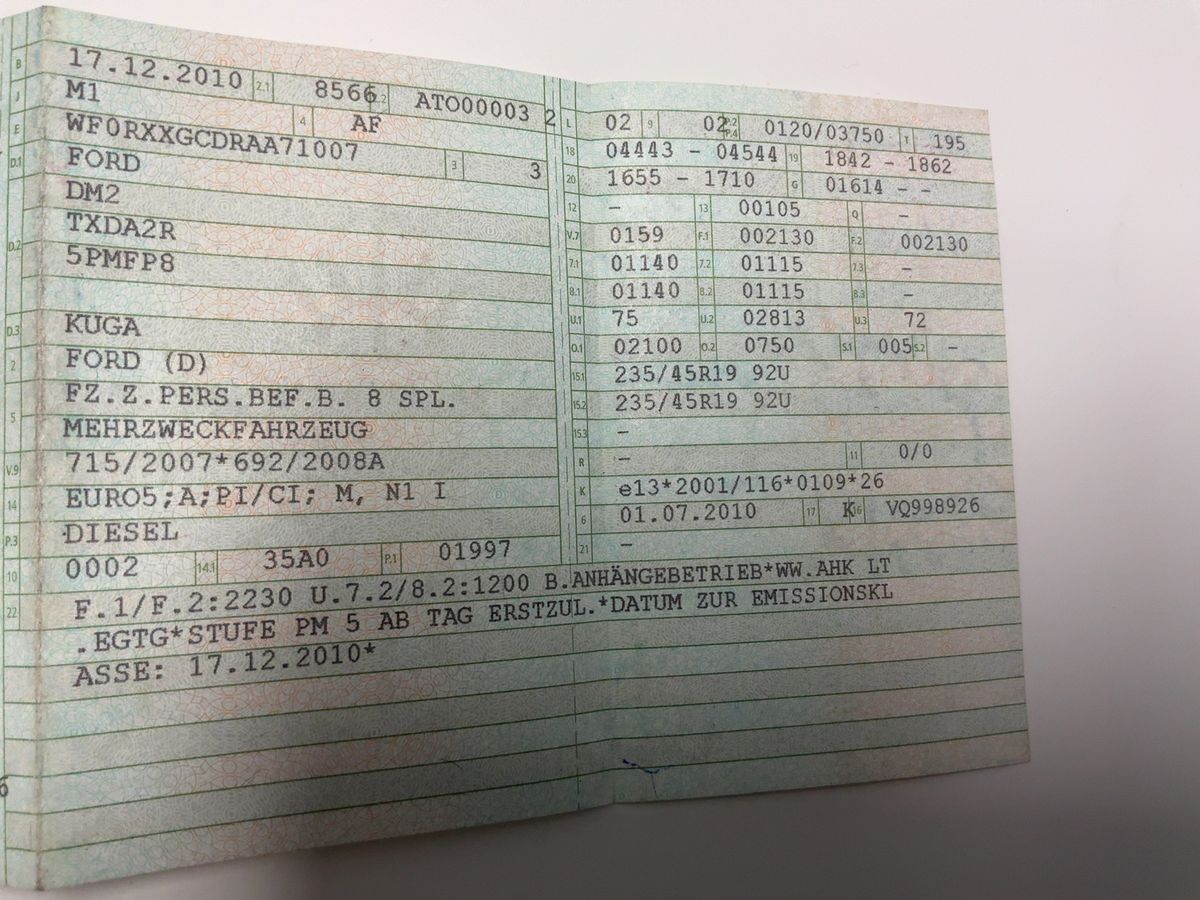 B 17.12.2010 2.1 8566 2.2 ATO00003 2
J M1 4 AF
E WF0RXXGCDRAA71007 3 3
D.1 FORD
DM2
D.2 TXDA2R
5PMFP8
D.3 KUGA
2 FORD (D)
5 FZ.Z.PERS.BEF.B. 8 SPL.
MEHRZWECKFAHRZEUG
V.9 715/2007*692/2008A
14 EURO5;A;PI/CI; M, N1 I
P.3 DIESEL
10 0002 14.1 35A0 P.1 01997
L 02 9 02 P.2 P.4 0120/03750 T 195
18 04443 - 04544 19 1842 - 1862
20 1655 - 1710 G 01614 - -
12 - 13 00105 Q -
V.7 0159 F.1 002130 F.2 002130
7.1 01140 7.2 01115 7.3 -
8.1 01140 8.2 01115 8.3 -
U.1 75 U.2 02813 U.3 72
O.1 02100 O.2 0750 S.1 005 S.2 -
15.1 235/45R19 92U
15.2 235/45R19 92U
15.3 -
R - 11 0/0
K e13*2001/116*0109*26
6 01.07.2010 17 K 16 VQ998926
21 -
22 F.1/F.2:2230 U.7.2/8.2:1200 B.ANHÄNGEBETRIEB*WW.AHK LT
.EGTG*STUFE PM 5 AB TAG ERSTZUL.*DATUM ZUR EMISSIONSKL
ASSE: 17.12.2010*